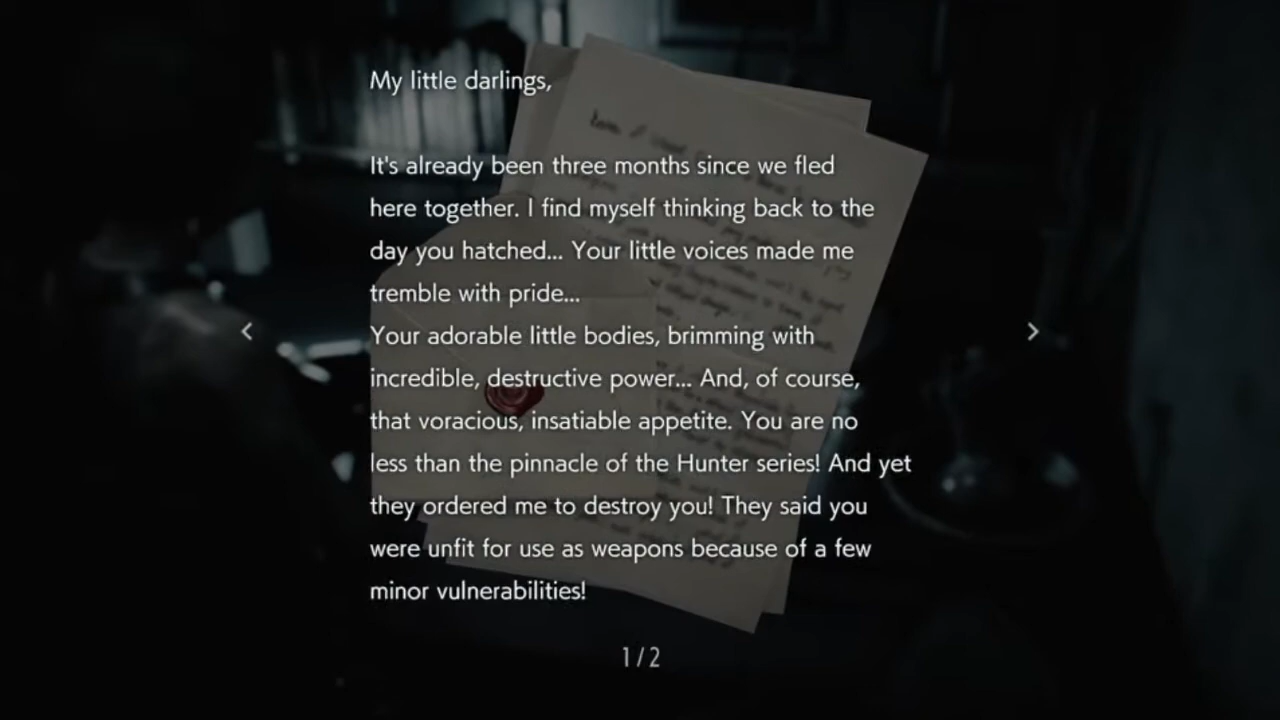 My little darlings,
It's already been three months since we fled
here together. I find myself thinking back to the
day you hatched... Your little voices made me
tremble with pride...
Your adorable little bodies, brimming with
incredible, destructive power... And, of course,
that voracious, insatiable appetite. You are no
less than the pinnacle of the Hunter series! And yet
they ordered me to destroy you! They said you
were unfit for use as weapons because of a few
minor vulnerabilities!
1/2